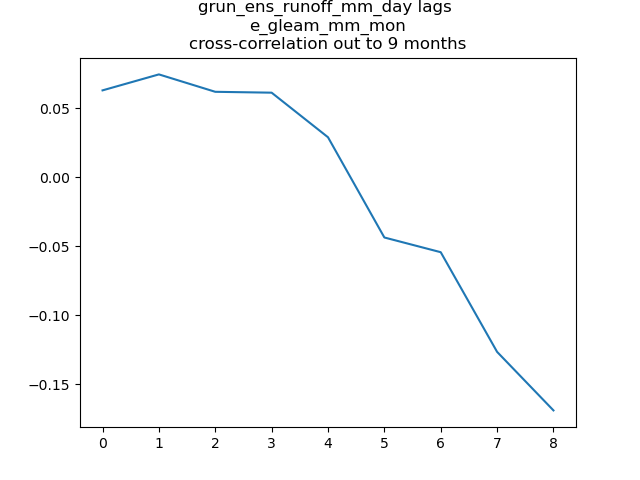 grun_ens_runoff_mm_day lags
e_gleam_mm_mon
cross-correlation out to 9 months
0.05
0.00
−0.05
−0.10
−0.15
0 1 2 3 4 5 6 7 8